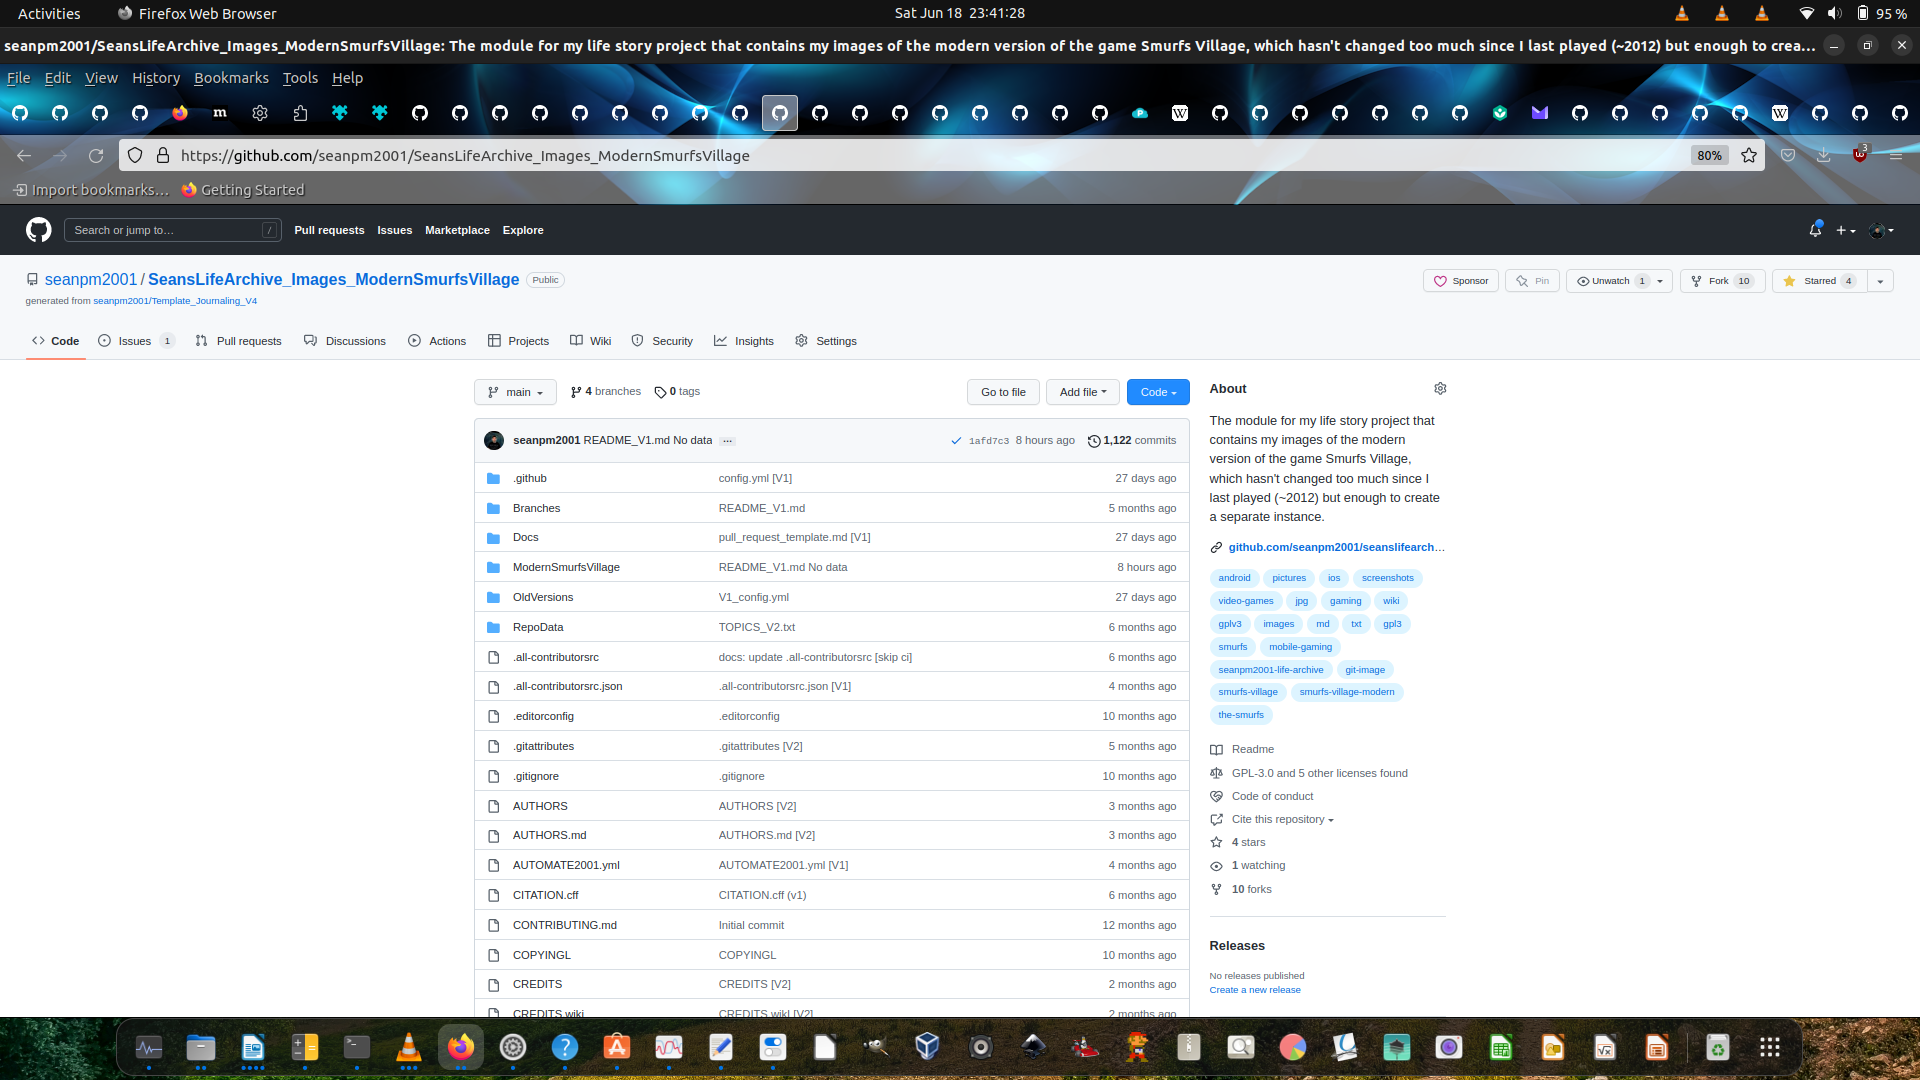 Activities Firefox Web Browser Sat Jun 18 23:41:28 95 %
seanpm2001/SeansLifeArchive_Images_ModernSmurfsVillage: The module for my life story project that contains my images of the modern version of the game Smurfs Village, which hasn't changed too much since I last played (~2012) but enough to crea…
File Edit View History Bookmarks Tools Help
https://github.com/seanpm2001/SeansLifeArchive_Images_ModernSmurfsVillage 80% 3
Import bookmarks… Getting Started
Search or jump to… / Pull requests Issues Marketplace Explore
seanpm2001 / SeansLifeArchive_Images_ModernSmurfsVillage Public Sponsor Pin Unwatch 1 Fork 10 Starred 4
generated from seanpm2001/Template_Journaling_V4
Code Issues 1 Pull requests Discussions Actions Projects Wiki Security Insights Settings
main 4 branches 0 tags Go to file Add file Code
seanpm2001 README_V1.md No data ... 1afd7c3 8 hours ago 1,122 commits
.github config.yml [V1] 27 days ago
Branches README_V1.md 5 months ago
Docs pull_request_template.md [V1] 27 days ago
ModernSmurfsVillage README_V1.md No data 8 hours ago
OldVersions V1_config.yml 27 days ago
RepoData TOPICS_V2.txt 6 months ago
.all-contributorsrc docs: update .all-contributorsrc [skip ci] 6 months ago
.all-contributorsrc.json .all-contributorsrc.json [V1] 4 months ago
.editorconfig .editorconfig 10 months ago
.gitattributes .gitattributes [V2] 5 months ago
.gitignore .gitignore 10 months ago
AUTHORS AUTHORS [V2] 3 months ago
AUTHORS.md AUTHORS.md [V2] 3 months ago
AUTOMATE2001.yml AUTOMATE2001.yml [V1] 4 months ago
CITATION.cff CITATION.cff (v1) 6 months ago
CONTRIBUTING.md Initial commit 12 months ago
COPYINGL COPYINGL 10 months ago
CREDITS CREDITS [V2] 2 months ago
CREDITS.wiki CREDITS.wiki [V2] 2 months ago
About
The module for my life story project that
contains my images of the modern
version of the game Smurfs Village,
which hasn't changed too much since I
last played (~2012) but enough to create
a separate instance.
github.com/seanpm2001/seanslifearch…
android pictures ios screenshots
video-games jpg gaming wiki
gplv3 images md txt gpl3
smurfs mobile-gaming
seanpm2001-life-archive git-image
smurfs-village smurfs-village-modern
the-smurfs
Readme
GPL-3.0 and 5 other licenses found
Code of conduct
Cite this repository
4 stars
1 watching
10 forks
Releases
No releases published
Create a new release